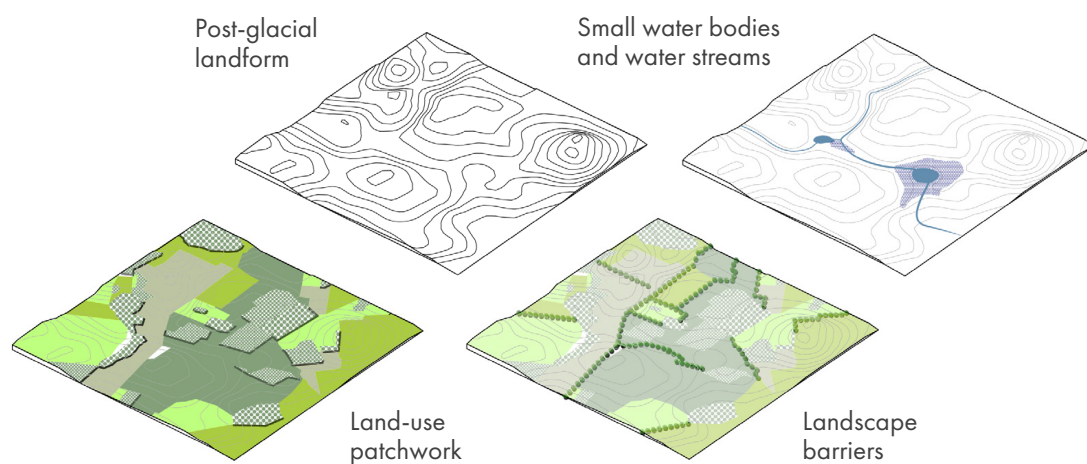 Post-glacial
landform
Small water bodies
and water streams
Land-use
patchwork
Landscape
barriers